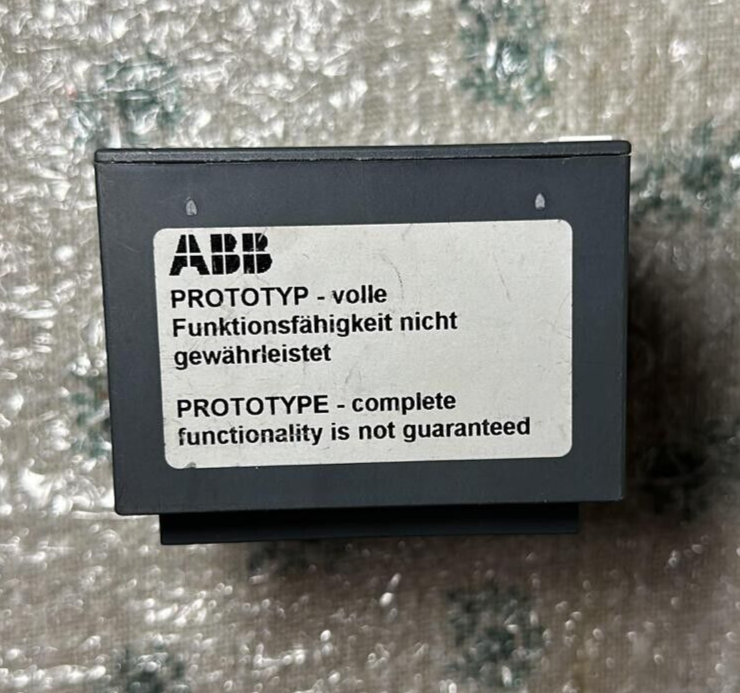 ABB
PROTOTYP - volle
Funktionsfähigkeit nicht
gewährleistet
PROTOTYPE - complete
functionality is not guaranteed